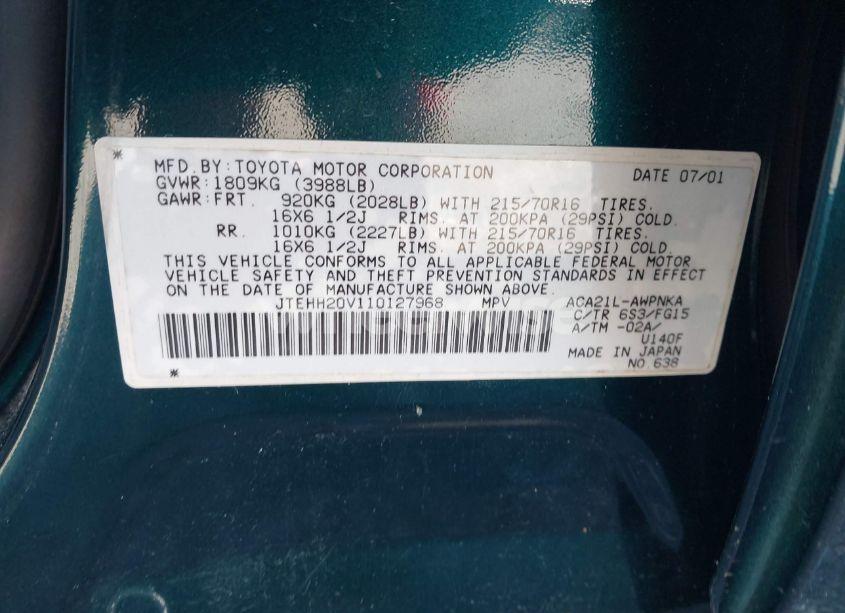 *
MFD. BY: TOYOTA MOTOR CORPORATION DATE 07/01
GVWR: 1809KG (3988LB)
GAWR: FRT. 920KG (2028LB) WITH 215/70R16 TIRES.
16X6 1/2J RIMS. AT 200KPA (29PSI) COLD.
RR. 1010KG (2227LB) WITH 215/70R16 TIRES.
16X6 1/2J RIMS. AT 200KPA (29PSI) COLD.
THIS VEHICLE CONFORMS TO ALL APPLICABLE FEDERAL MOTOR
VEHICLE SAFETY AND THEFT PREVENTION STANDARDS IN EFFECT
ON THE DATE OF MANUFACTURE SHOWN ABOVE.
JTEHH20V110127968 MPV ACA21L-AWPNKA
C/TR 6S3/FG15
A/TM -02A/
U140F
MADE IN JAPAN
NO.638
*